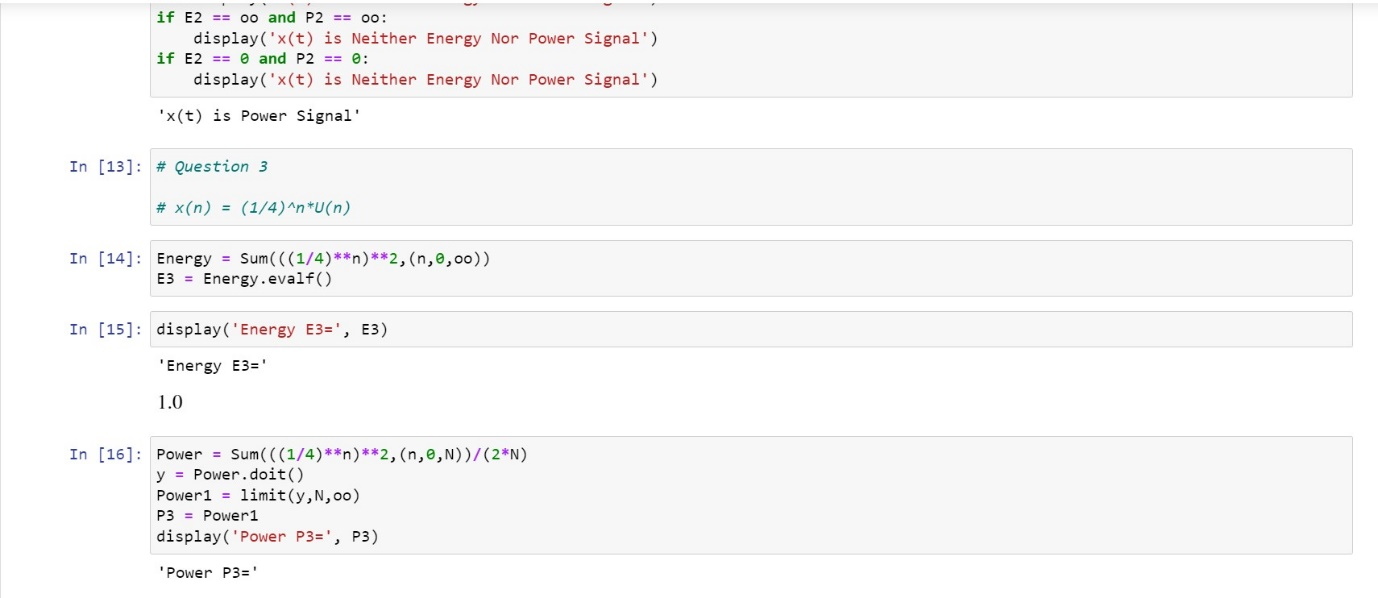 if E2 == oo and P2 == oo:
display('x(t) is Neither Energy Nor Power Signal')
if E2 == 0 and P2 == 0:
display('x(t) is Neither Energy Nor Power Signal')
'x(t) is Power Signal'
In [13]: # Question 3
# x(n) = (1/4)^n*U(n)
In [14]: Energy = Sum(((1/4)**n)**2,(n,0,oo))
E3 = Energy.evalf()
In [15]: display('Energy E3=', E3)
'Energy E3='
1.0
In [16]: Power = Sum(((1/4)**n)**2,(n,0,N))/(2*N)
y = Power.doit()
Power1 = limit(y,N,oo)
P3 = Power1
display('Power P3=', P3)
'Power P3='